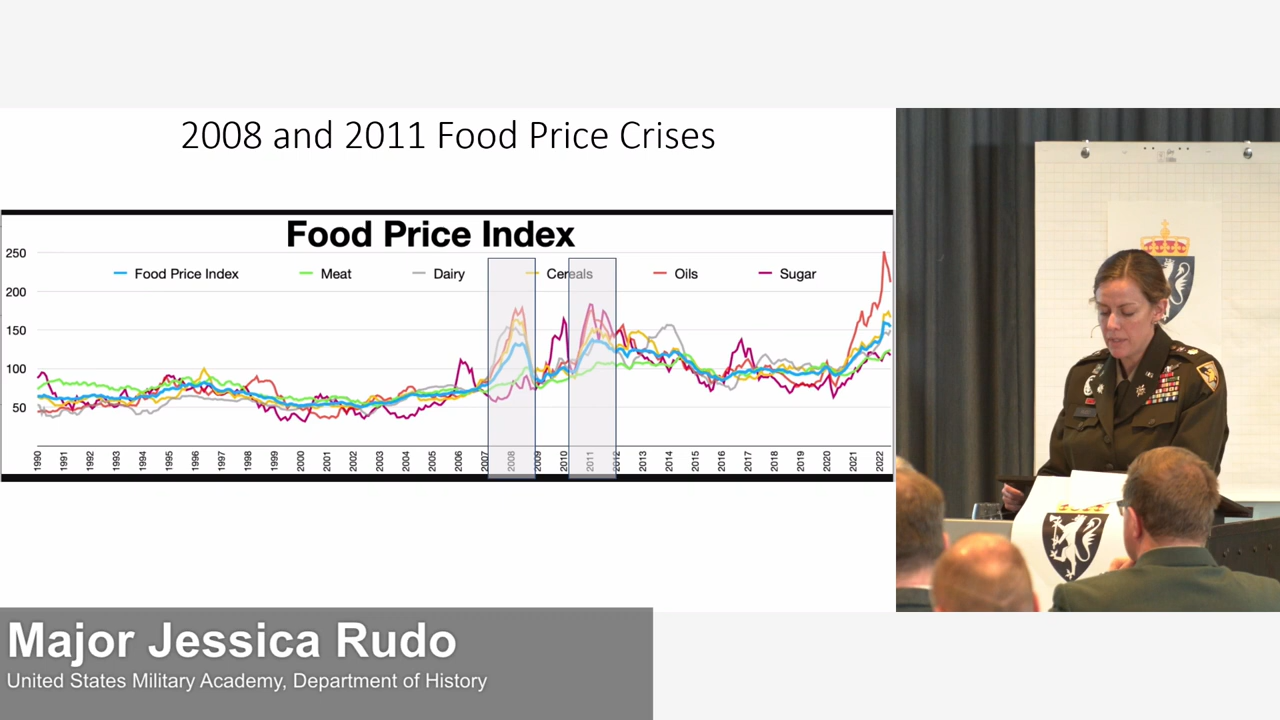 2008 and 2011 Food Price Crises
Food Price Index
Food Price Index Meat Dairy Cereals Oils Sugar
250
200
150
100
50
1990 1991 1992 1993 1994 1995 1996 1997 1998 1999 2000 2001 2002 2003 2004 2005 2006 2007 2008 2009 2010 2011 2012 2013 2014 2015 2016 2017 2018 2019 2020 2021 2022
Major Jessica Rudo
United States Military Academy, Department of History